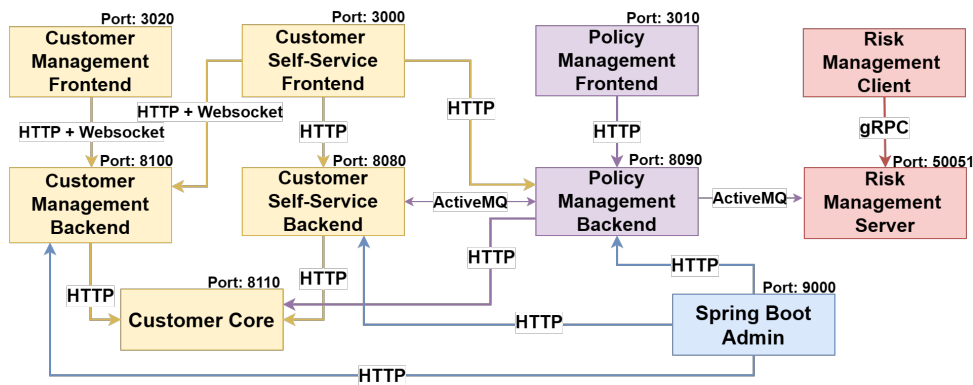 Port: 3020
Customer
Management
Frontend
Port: 3000
Customer
Self-Service
Frontend
Port: 3010
Policy
Management
Frontend
Risk
Management
Client
HTTP + Websocket
HTTP + Websocket
HTTP
HTTP
HTTP
gRPC
Port: 8100
Customer
Management
Backend
Port: 8080
Customer
Self-Service
Backend
ActiveMQ
Port: 8090
Policy
Management
Backend
ActiveMQ
Port: 50051
Risk
Management
Server
HTTP
HTTP
HTTP
HTTP
Port: 8110
Customer Core
Port: 9000
Spring Boot
Admin
HTTP
HTTP